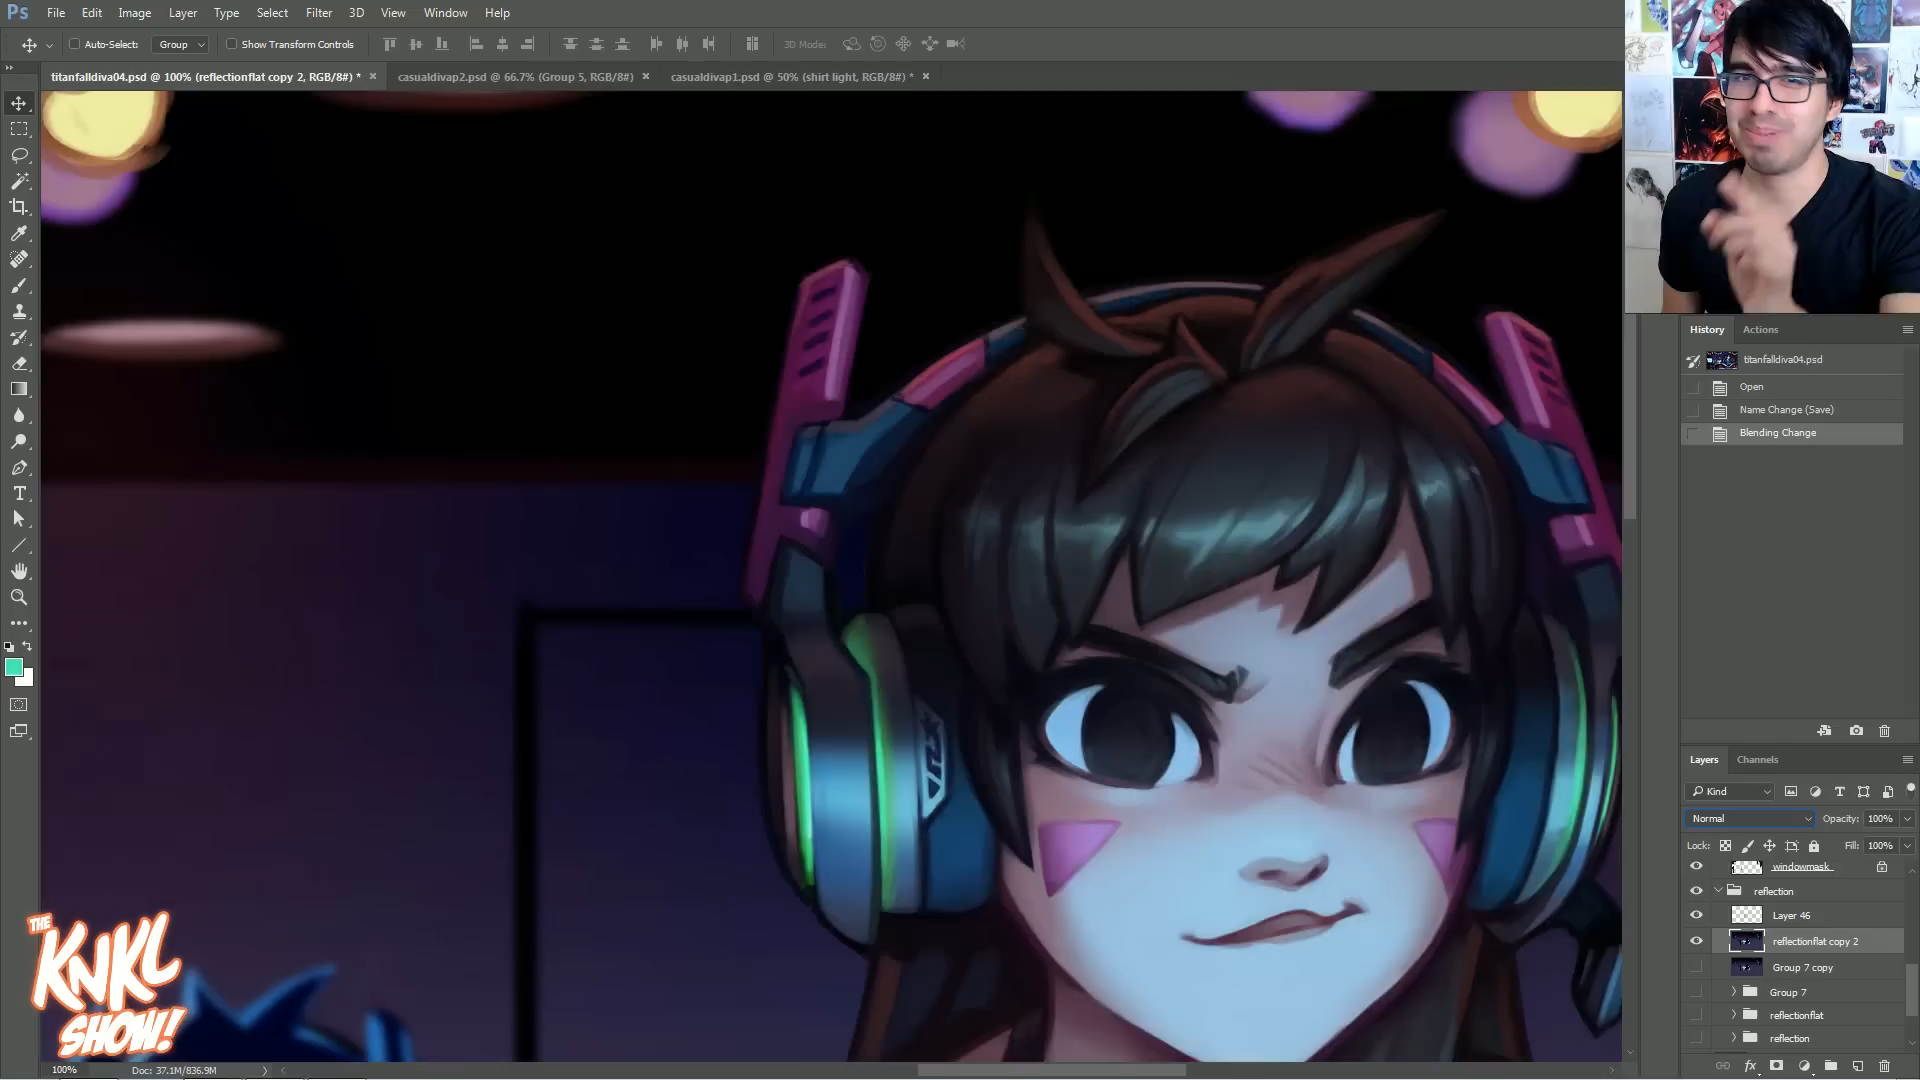 Ps File Edit Image Layer Type Select Filter 3D View Window Help
Auto-Select: Group Show Transform Controls 3D Mode:
titanfalldiva04.psd @ 100% (reflectionflat copy 2, RGB/8#) * × casualdivap2.psd @ 66.7% (Group 5, RGB/8#) × casualdivap1.psd @ 50% (shirt light, RGB/8#) * ×
History Actions
titanfalldiva04.psd
Open
Name Change (Save)
Blending Change
Layers Channels
Kind
Normal Opacity: 100%
Lock: Fill: 100%
windowmask
reflection
Layer 46
reflectionflat copy 2
Group 7 copy
Group 7
reflectionflat
reflection
fx
THE
KNKL
SHOW!
100% Doc: 37.1M/836.9M